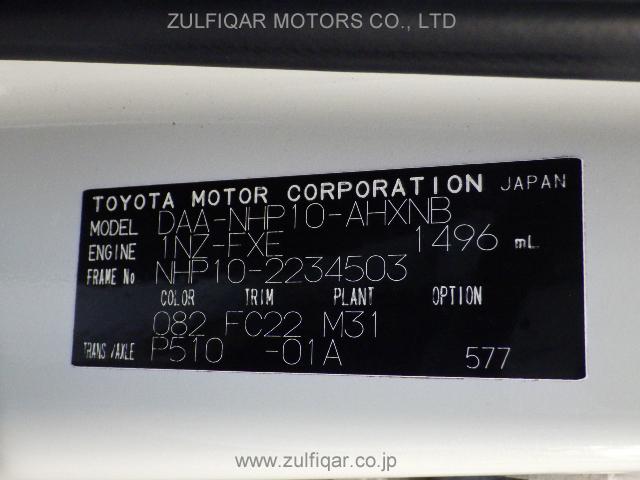 ZULFIQAR MOTORS CO., LTD
TOYOTA MOTOR CORPORATION JAPAN
MODEL DAA-NHP10-AHXNB
ENGINE 1NZ-FXE 1496 mL
FRAME No NHP10-2234503
COLOR TRIM PLANT OPTION
082 FC22 M31
TRANS/AXLE P510 -01A 577
www.zulfiqar.co.jp